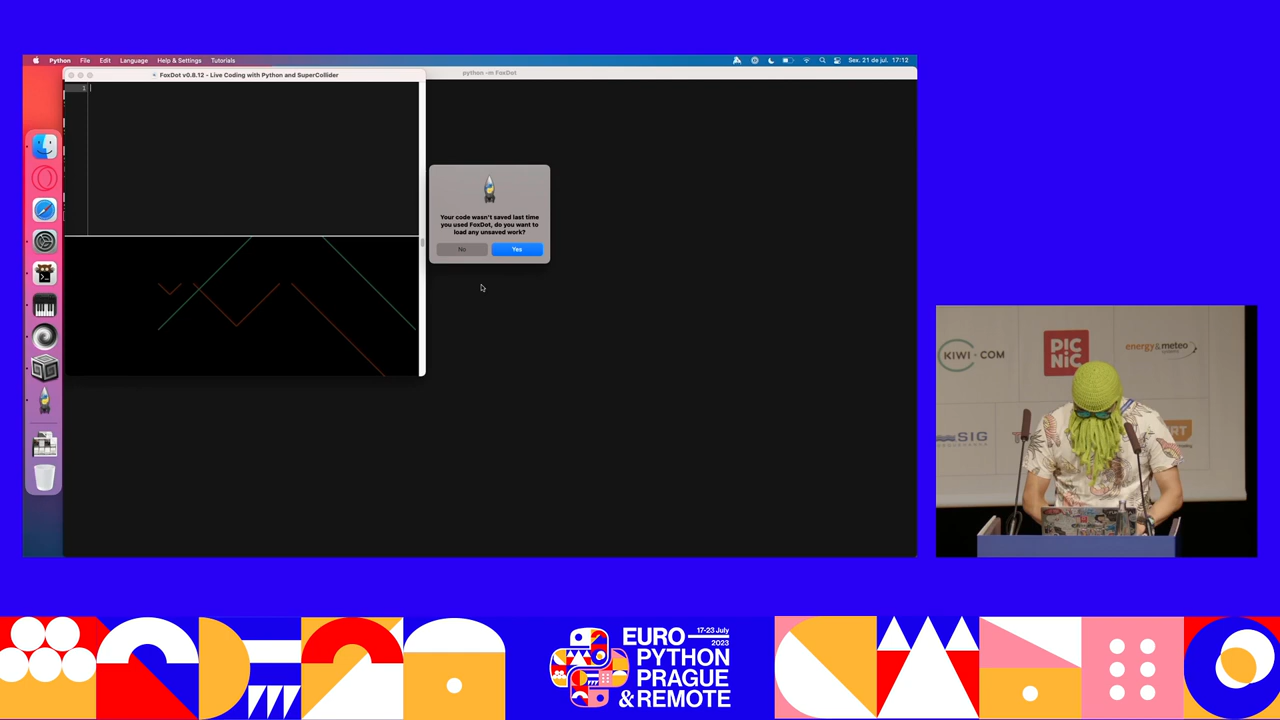 Python File Edit Language Help & Settings Tutorials
Sex. 21 de jul. 17:12
FoxDot v0.8.12 - Live Coding with Python and SuperCollider
python -m FoxDot
1
Your code wasn't saved last time
you used FoxDot, do you want to
load any unsaved work?
No
Yes
KIWI·COM
PIC
NIC
energy & meteo
systems
SIG
EURO
17-23 July
2023
PYTHON
PRAGUE
& REMOTE